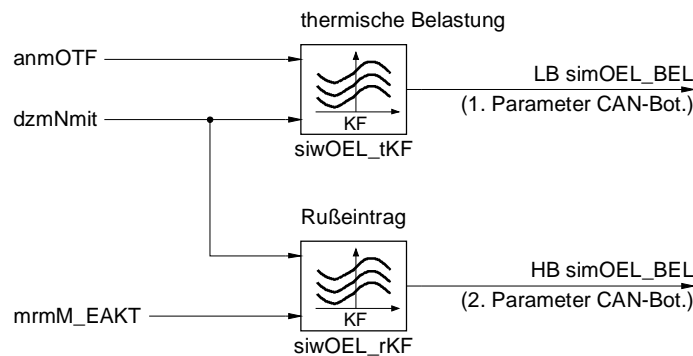 thermische Belastung
anmOTF
LB simOEL_BEL
(1. Parameter CAN-Bot.)
dzmNmit
KF
siwOEL_tKF
Rußeintrag
HB simOEL_BEL
(2. Parameter CAN-Bot.)
mrmM_EAKT
KF
siwOEL_rKF